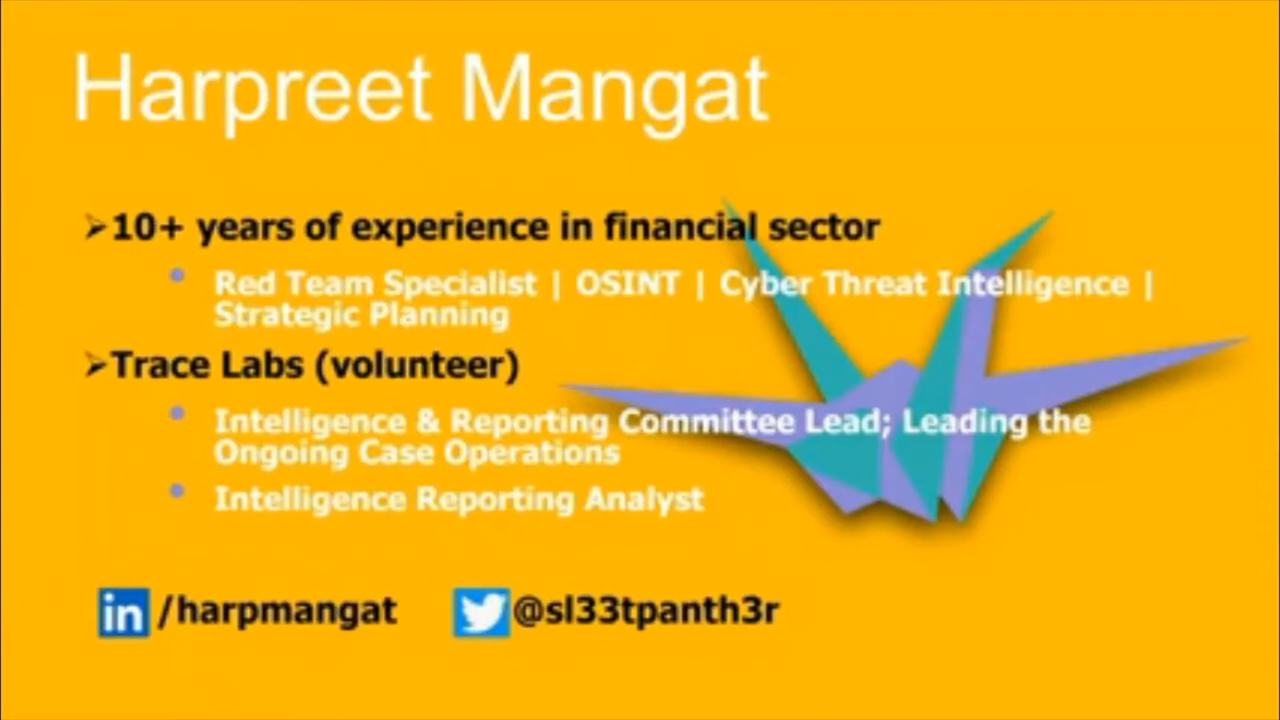 Harpreet Mangat
➢10+ years of experience in financial sector
• Red Team Specialist | OSINT | Cyber Threat Intelligence |
Strategic Planning
➢Trace Labs (volunteer)
• Intelligence & Reporting Committee Lead; Leading the
Ongoing Case Operations
• Intelligence Reporting Analyst
in /harpmangat @sl33tpanth3r